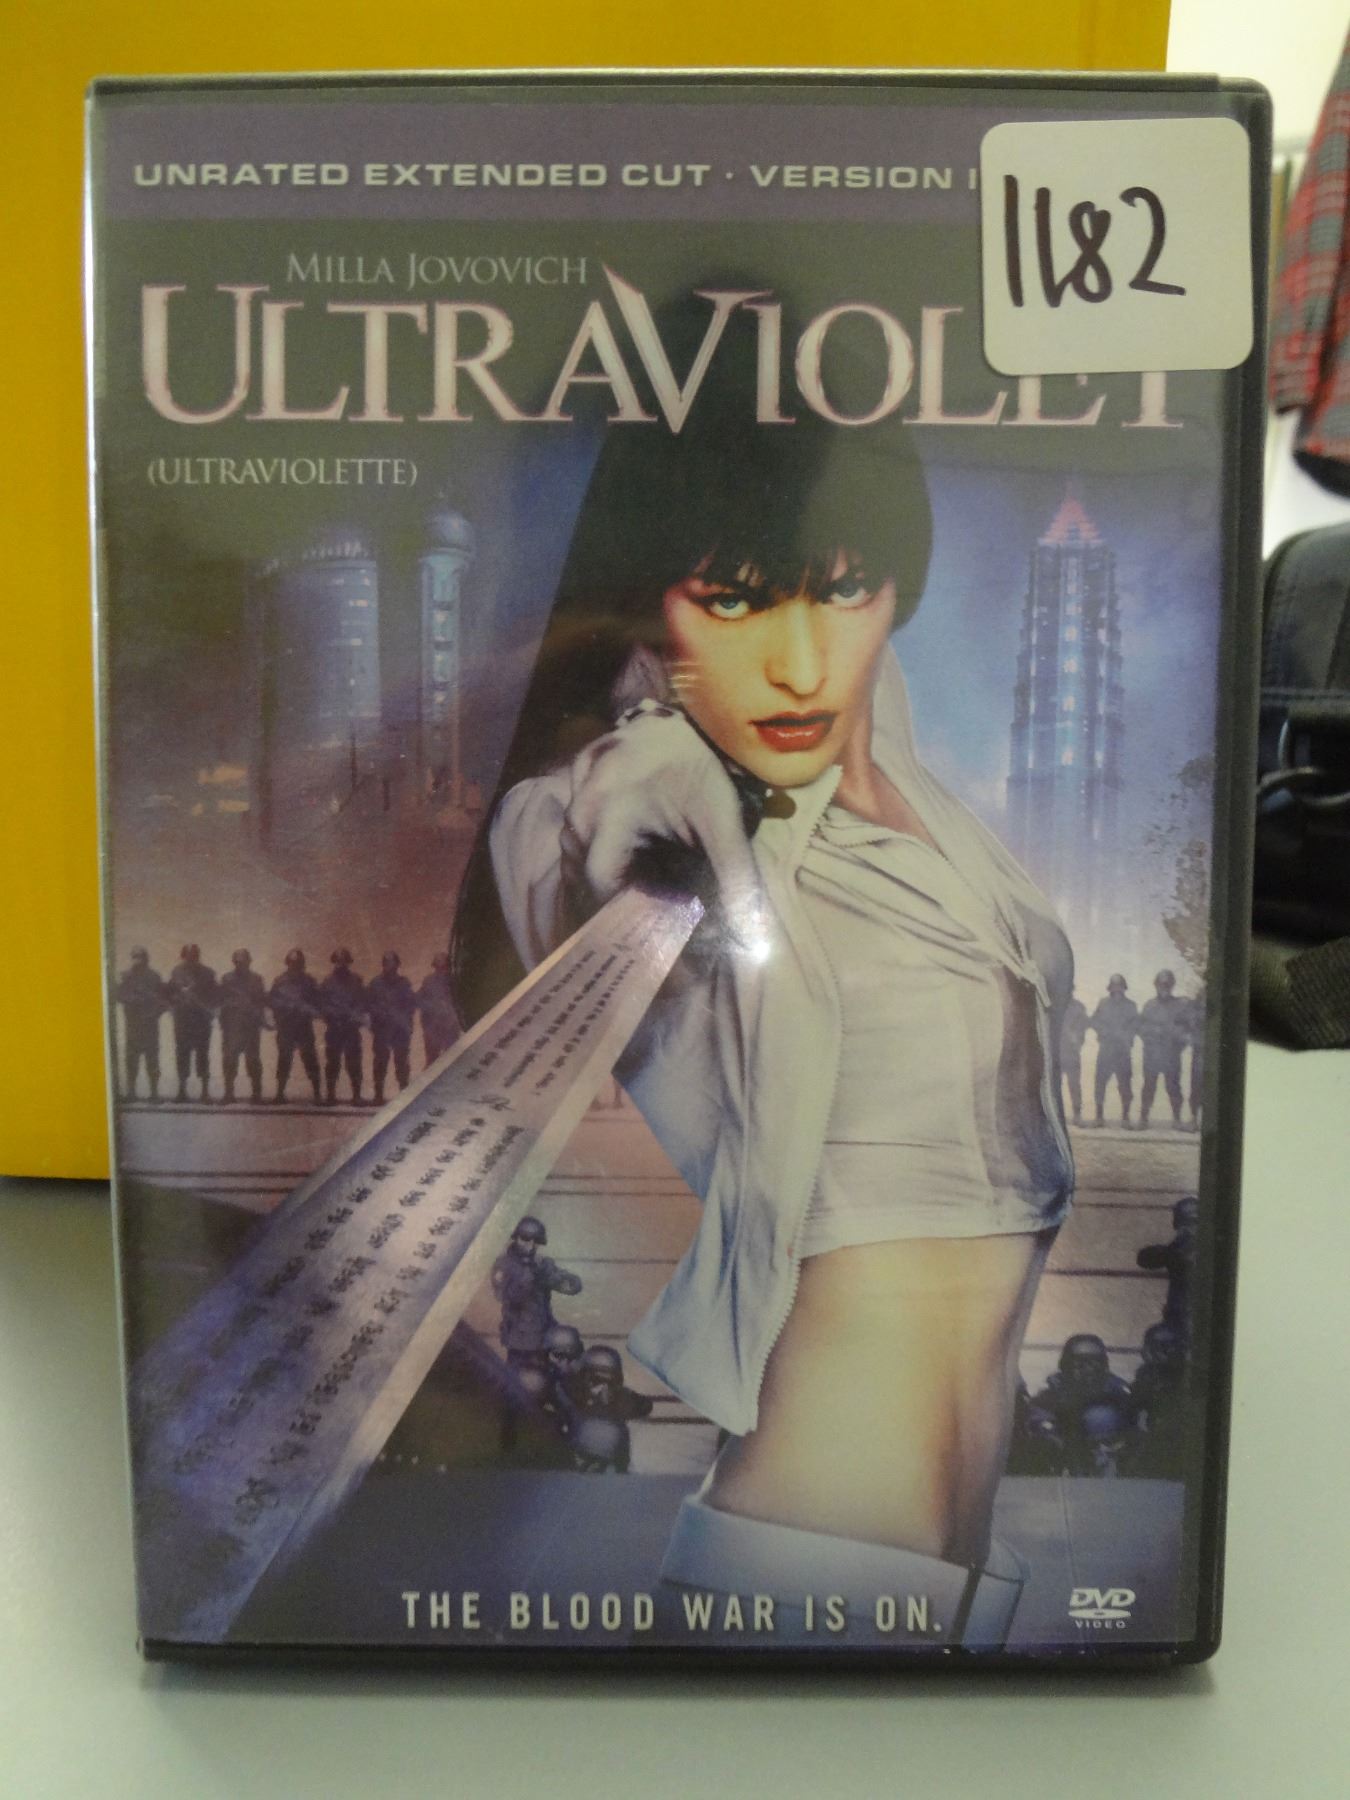 UNRATED EXTENDED CUT · VERSION I
1182
MILLA JOVOVICH
ULTRAVIOLET
(ULTRAVIOLETTE)
THE BLOOD WAR IS ON.
DVD
VIDEO